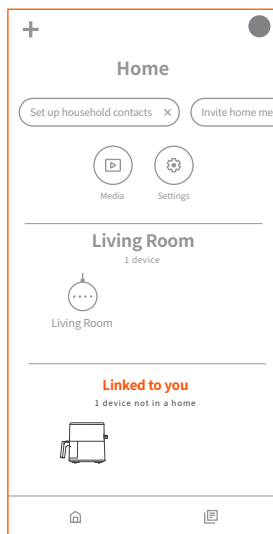 Home
Set up household contacts
Invite home me
Media
Settings
Living Room
1 device
Living Room
Linked to you
1 device not in a home